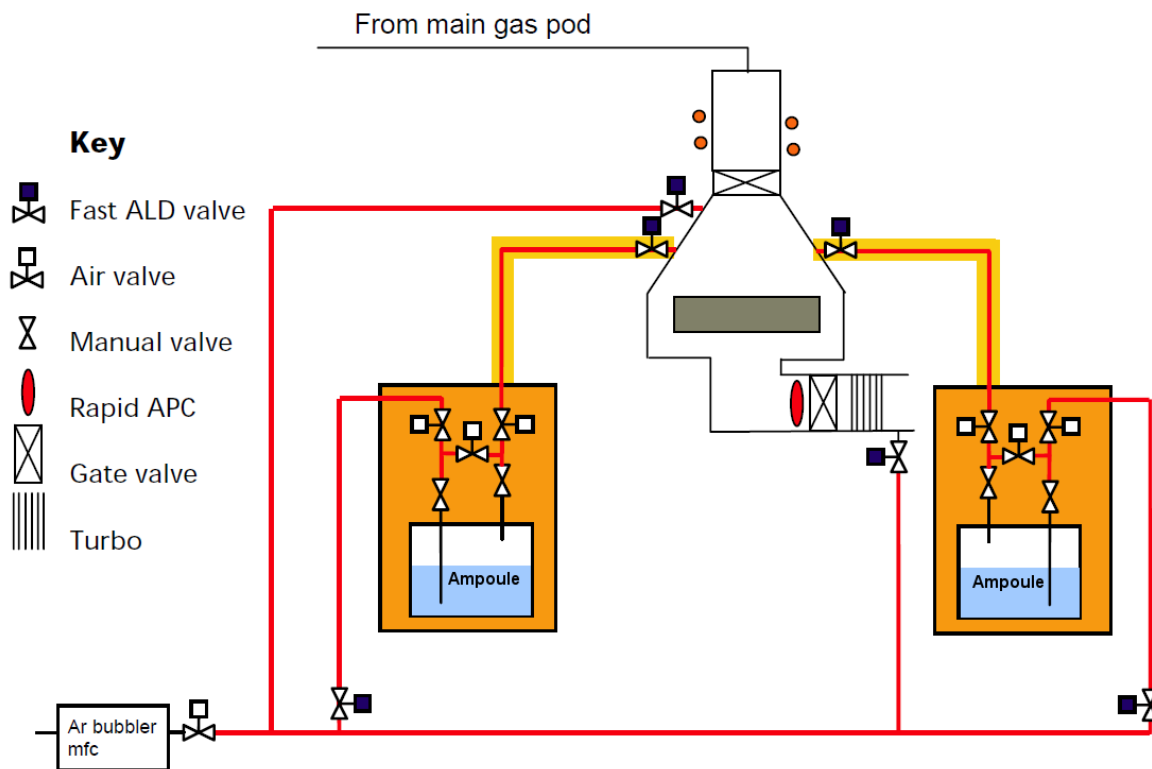 From main gas pod
Key
Fast ALD valve
Air valve
Manual valve
Rapid APC
Gate valve
Turbo
Ampoule
Ampoule
Ar bubbler
mfc